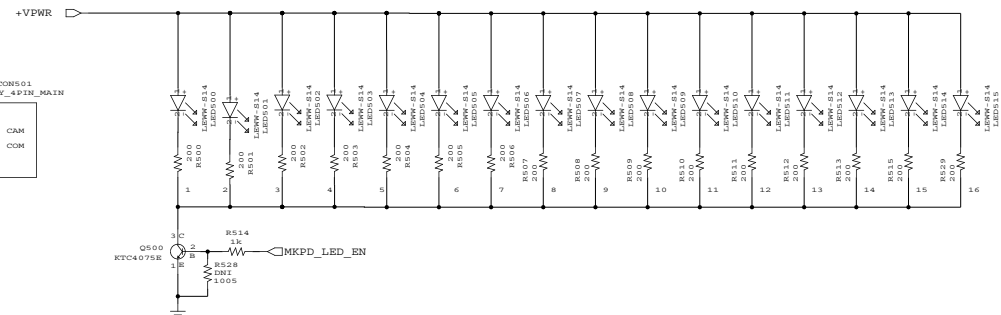 +VPWR
CON501
Y_4PIN_MAIN
CAM
COM
LEWW-S14
LED500
LEWW-S14
LED501
LEWW-S14
LED502
LEWW-S14
LED503
LEWW-S14
LED504
LEWW-S14
LED505
LEWW-S14
LED506
LEWW-S14
LED507
LEWW-S14
LED508
LEWW-S14
LED509
LEWW-S14
LED510
LEWW-S14
LED511
LEWW-S14
LED512
LEWW-S14
LED513
LEWW-S14
LED514
LEWW-S14
LED515
200
R500
200
R501
200
R502
200
R503
200
R504
200
R505
200
R506
R507
200
R508
200
R509
200
R510
200
R511
200
R512
200
R513
200
R515
200
R529
200
1
2
3
4
5
6
7
8
9
10
11
12
13
14
15
16
3 C
Q500
KTC4075E
2
B
1 E
R514
1k
MKPD_LED_EN
R528
DNI
1005